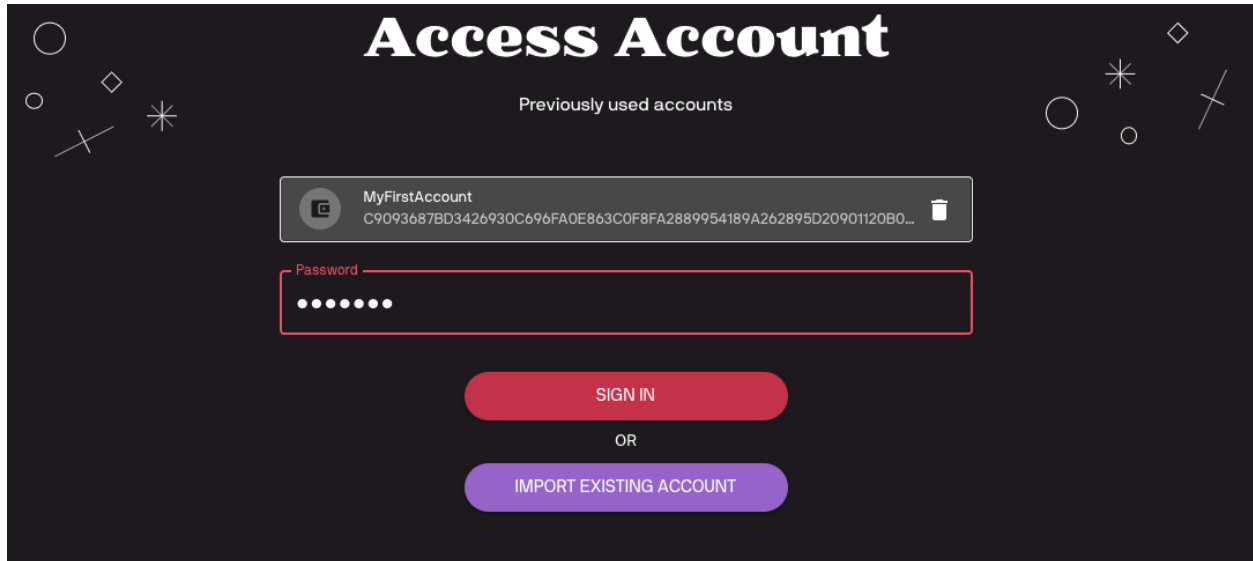 Access Account
Previously used accounts
MyFirstAccount
C9093687BD3426930C696FA0E863C0F8FA2889954189A262895D20901120B0...
Password
SIGN IN
OR
IMPORT EXISTING ACCOUNT